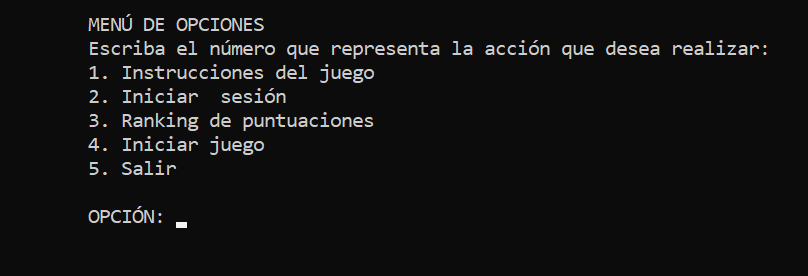 MENÚ DE OPCIONES
Escriba el número que representa la acción que desea realizar:
1. Instrucciones del juego
2. Iniciar  sesión
3. Ranking de puntuaciones
4. Iniciar juego
5. Salir
OPCIÓN: